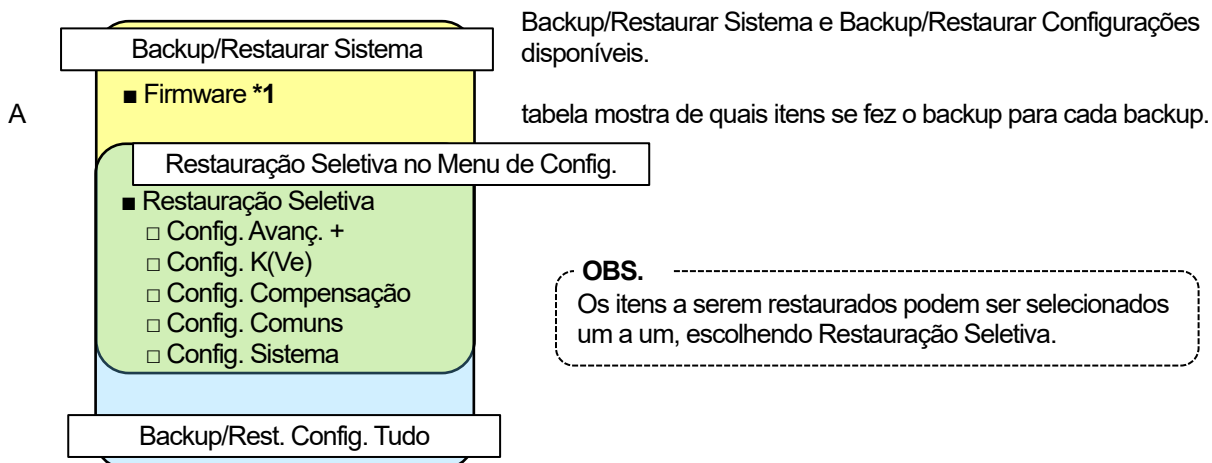 Backup/Restaurar Sistema
Backup/Restaurar Sistema e Backup/Restaurar Configurações
disponíveis.
■ Firmware *1
A
tabela mostra de quais itens se fez o backup para cada backup.
Restauração Seletiva no Menu de Config.
■ Restauração Seletiva
□ Config. Avanç. +
□ Config. K(Ve)
□ Config. Compensação
□ Config. Comuns
□ Config. Sistema
OBS.
Os itens a serem restaurados podem ser selecionados
um a um, escolhendo Restauração Seletiva.
Backup/Rest. Config. Tudo